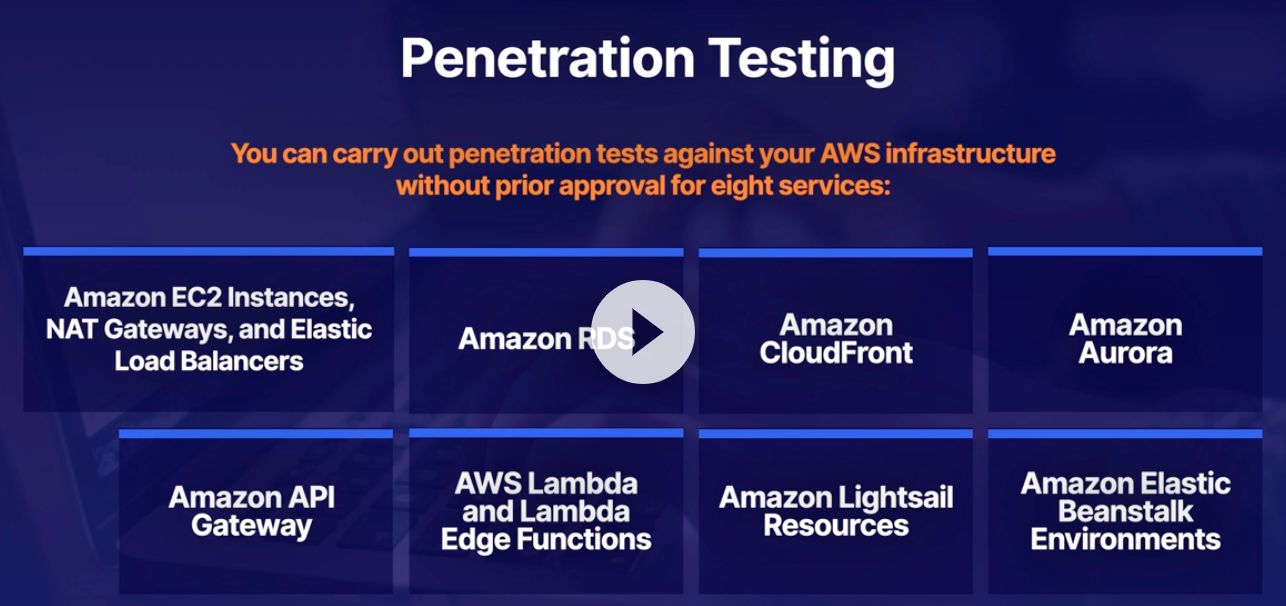 Penetration Testing
You can carry out penetration tests against your AWS infrastructure
without prior approval for eight services:
Amazon EC2 Instances,
NAT Gateways, and Elastic
Load Balancers
Amazon RDS
Amazon
CloudFront
Amazon
Aurora
Amazon API
Gateway
AWS Lambda
and Lambda
Edge Functions
Amazon Lightsail
Resources
Amazon Elastic
Beanstalk
Environments